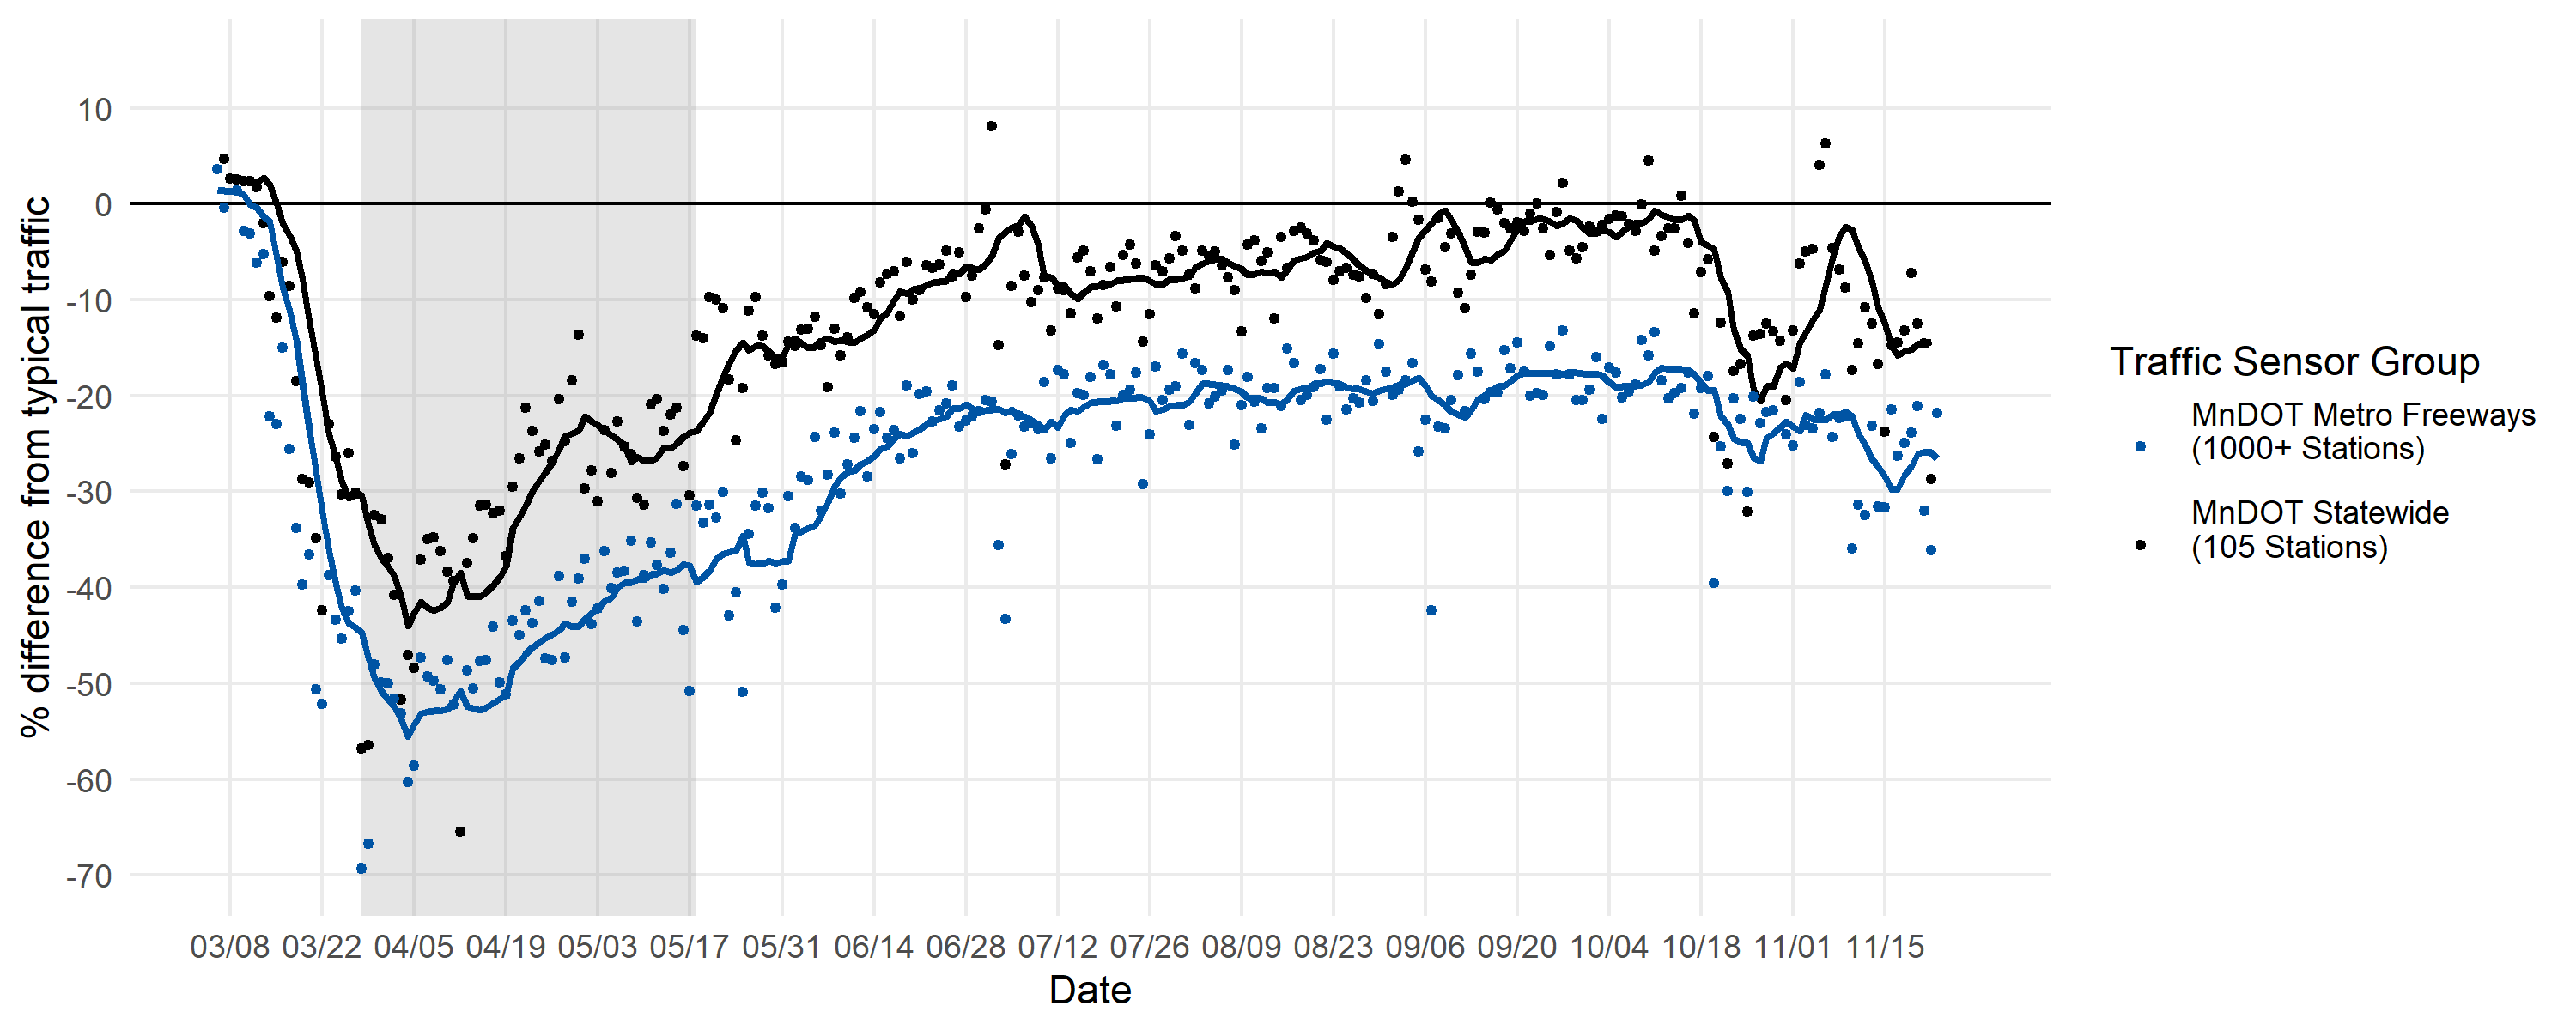 % difference from typical traffic
10
0
-10
-20
-30
-40
-50
-60
-70
03/08 03/22 04/05 04/19 05/03 05/17 05/31 06/14 06/28 07/12 07/26 08/09 08/23 09/06 09/20 10/04 10/18 11/01 11/15
Date
Traffic Sensor Group
MnDOT Metro Freeways
(1000+ Stations)
MnDOT Statewide
(105 Stations)